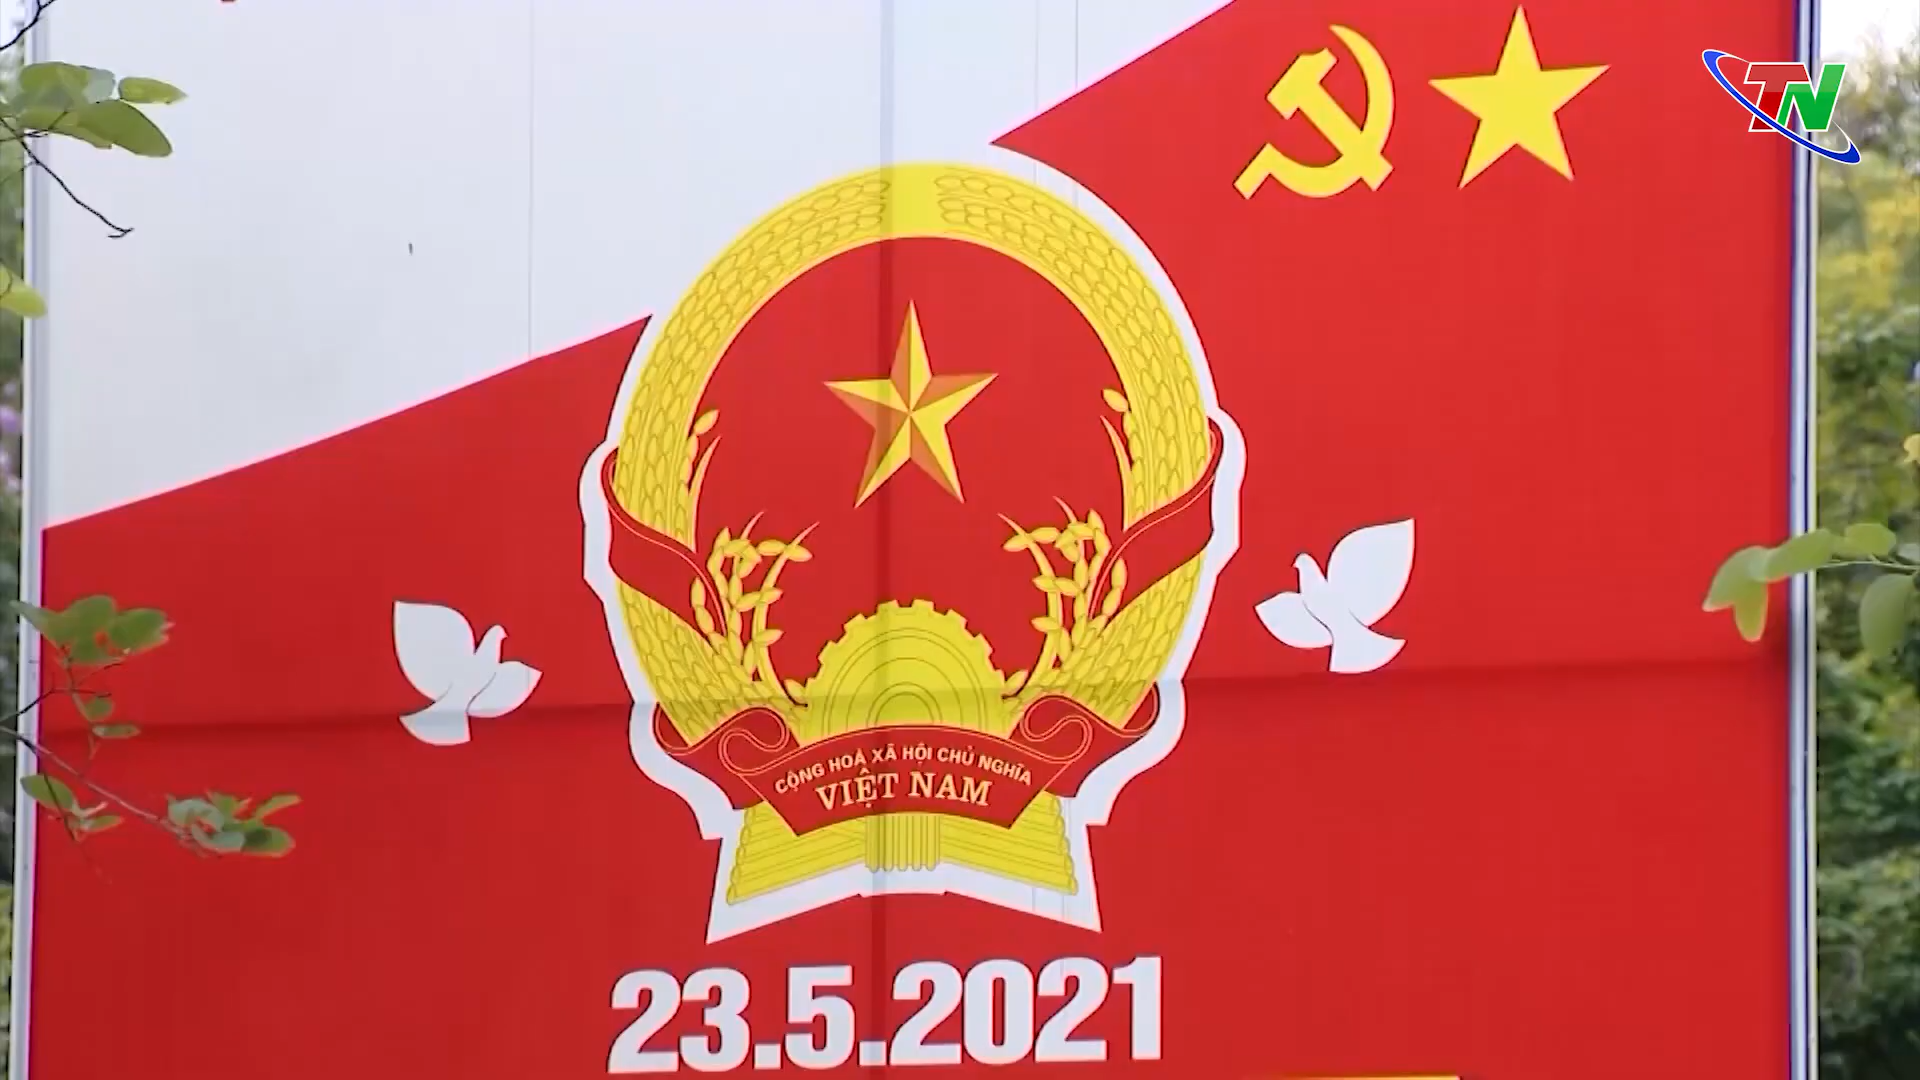 TN
CỘNG HOÀ XÃ HỘI CHỦ NGHĨA
VIỆT NAM
23.5.2021